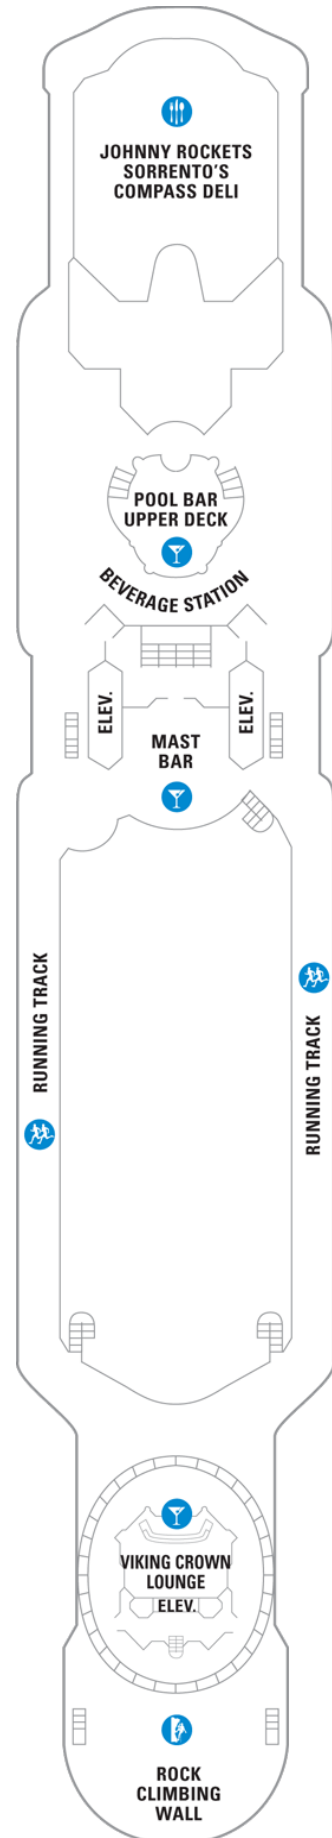 JOHNNY ROCKETS
SORRENTO'S
COMPASS DELI
POOL BAR
UPPER DECK
BEVERAGE STATION
ELEV.
ELEV.
MAST
BAR
RUNNING TRACK
RUNNING TRACK
VIKING CROWN
LOUNGE
ELEV.
ROCK
CLIMBING
WALL